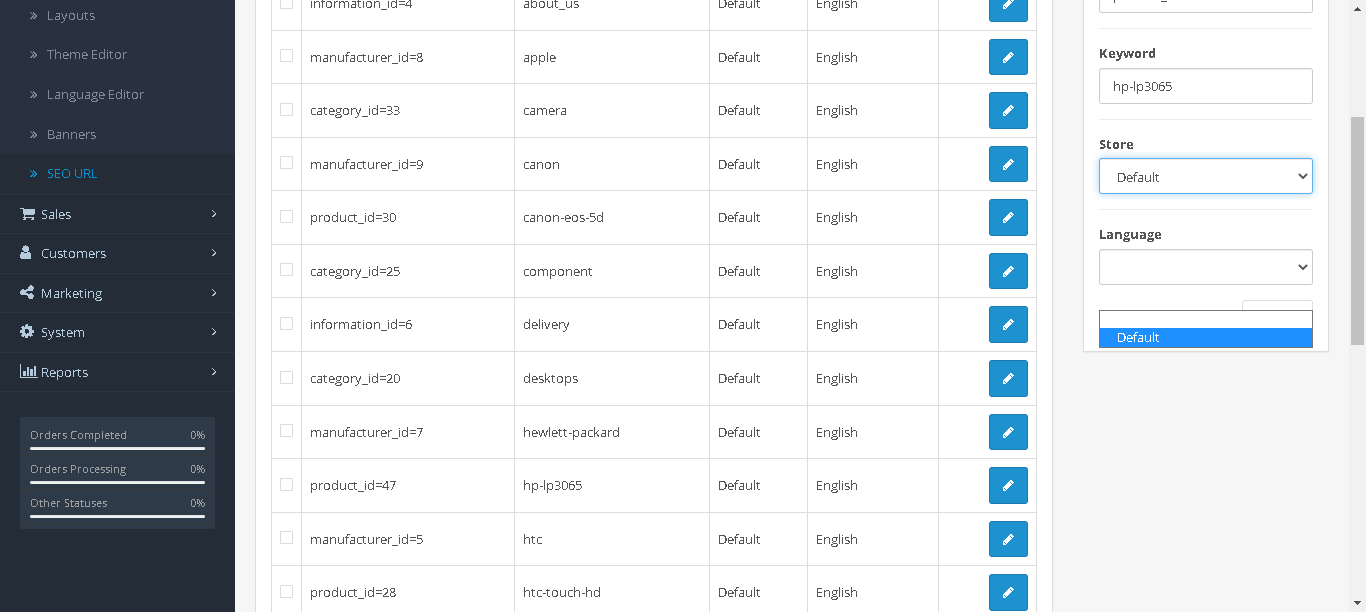 Layouts
Theme Editor
Language Editor
Banners
SEO URL
Sales
Customers
Marketing
System
Reports
Orders Completed 0%
Orders Processing 0%
Other Statuses 0%
information_id=4 about_us Default English
manufacturer_id=8 apple Default English
category_id=33 camera Default English
manufacturer_id=9 canon Default English
product_id=30 canon-eos-5d Default English
category_id=25 component Default English
information_id=6 delivery Default English
category_id=20 desktops Default English
manufacturer_id=7 hewlett-packard Default English
product_id=47 hp-lp3065 Default English
manufacturer_id=5 htc Default English
product_id=28 htc-touch-hd Default English
Keyword
hp-lp3065
Store
Default
Language
Default